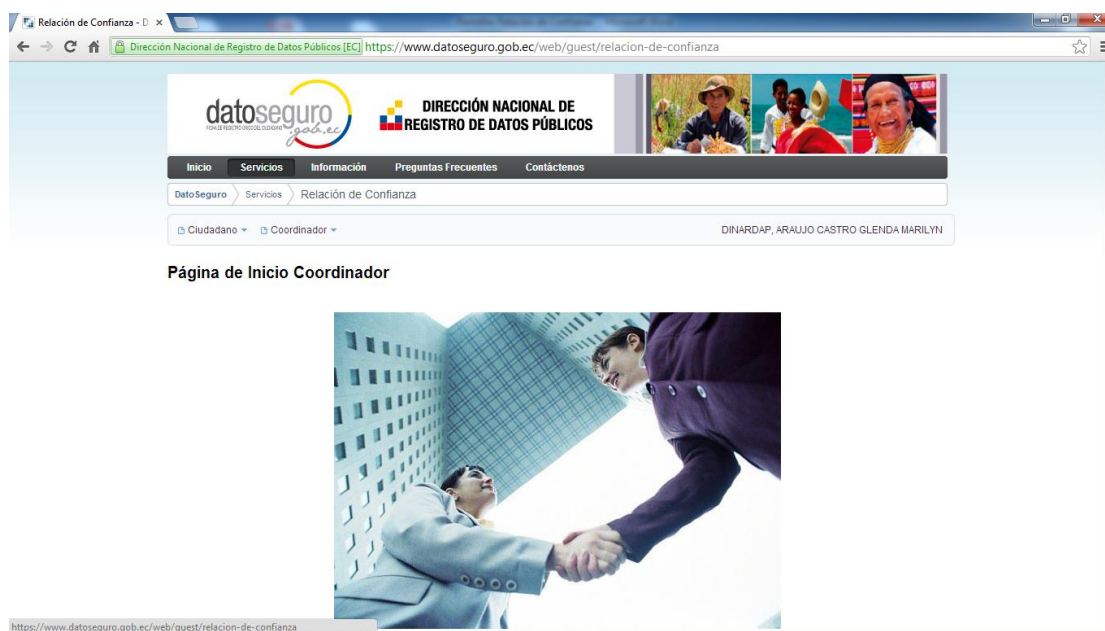 Relación de Confianza - D
Dirección Nacional de Registro de Datos Públicos [EC] https://www.datoseguro.gob.ec/web/guest/relacion-de-confianza
datoseguro
.gob.ec
DIRECCIÓN NACIONAL DE
REGISTRO DE DATOS PÚBLICOS
Inicio Servicios Información Preguntas Frecuentes Contáctenos
DatoSeguro Servicios Relación de Confianza
Ciudadano Coordinador DINARDAP, ARAUJO CASTRO GLENDA MARILYN
Página de Inicio Coordinador
https://www.datoseguro.gob.ec/web/guest/relacion-de-confianza